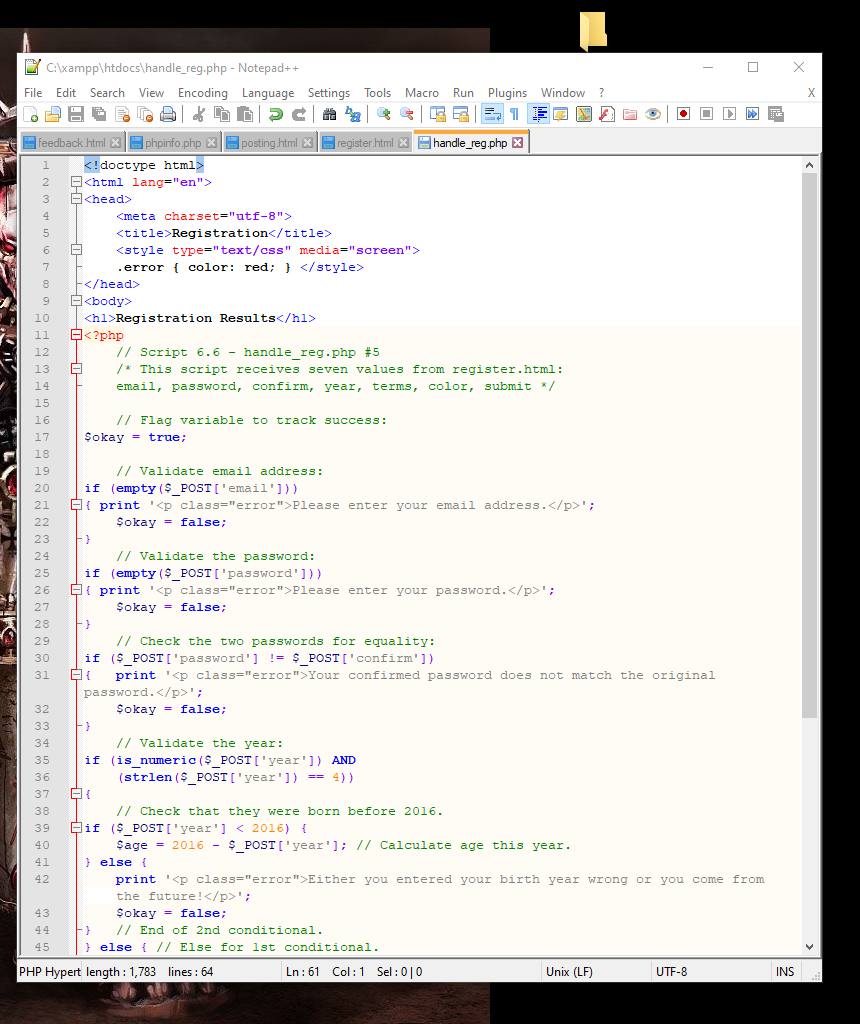 C:\xampp\htdocs\handle_reg.php - Notepad++
File Edit Search View Encoding Language Settings Tools Macro Run Plugins Window ? X
feedback.html phpinfo.php posting.html register.html handle_reg.php
1 <!doctype html>
2 <html lang="en">
3 <head>
4 <meta charset="utf-8">
5 <title>Registration</title>
6 <style type="text/css" media="screen">
7 .error { color: red; } </style>
8 </head>
9 <body>
10 <h1>Registration Results</h1>
11 <?php
12 // Script 6.6 - handle_reg.php #5
13 /* This script receives seven values from register.html:
14 email, password, confirm, year, terms, color, submit */
15
16 // Flag variable to track success:
17 $okay = true;
18
19 // Validate email address:
20 if (empty($_POST['email']))
21 { print '<p class="error">Please enter your email address.</p>';
22 $okay = false;
23 }
24 // Validate the password:
25 if (empty($_POST['password']))
26 { print '<p class="error">Please enter your password.</p>';
27 $okay = false;
28 }
29 // Check the two passwords for equality:
30 if ($_POST['password'] != $_POST['confirm'])
31 { print '<p class="error">Your confirmed password does not match the original
password.</p>';
32 $okay = false;
33 }
34 // Validate the year:
35 if (is_numeric($_POST['year']) AND
36 (strlen($_POST['year']) == 4))
37 {
38 // Check that they were born before 2016.
39 if ($_POST['year'] < 2016) {
40 $age = 2016 - $_POST['year']; // Calculate age this year.
41 } else {
42 print '<p class="error">Either you entered your birth year wrong or you come from
the future!</p>';
43 $okay = false;
44 } // End of 2nd conditional.
45 } else { // Else for 1st conditional.
PHP Hypert length : 1,783 lines : 64 Ln : 61 Col : 1 Sel : 0 | 0 Unix (LF) UTF-8 INS